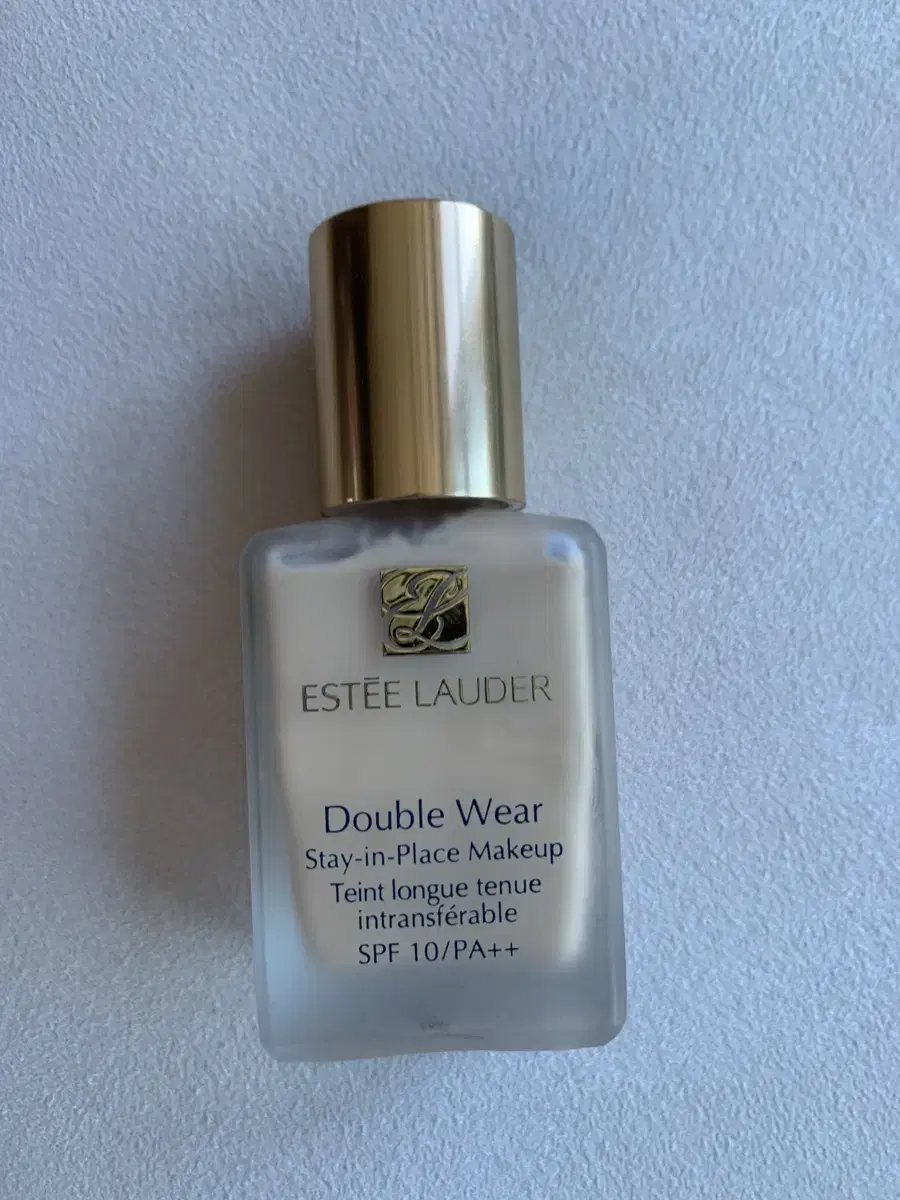 ESTĒE LAUDER
Double Wear
Stay-in-Place Makeup
Teint longue tenue
intransférable
SPF 10/PA++